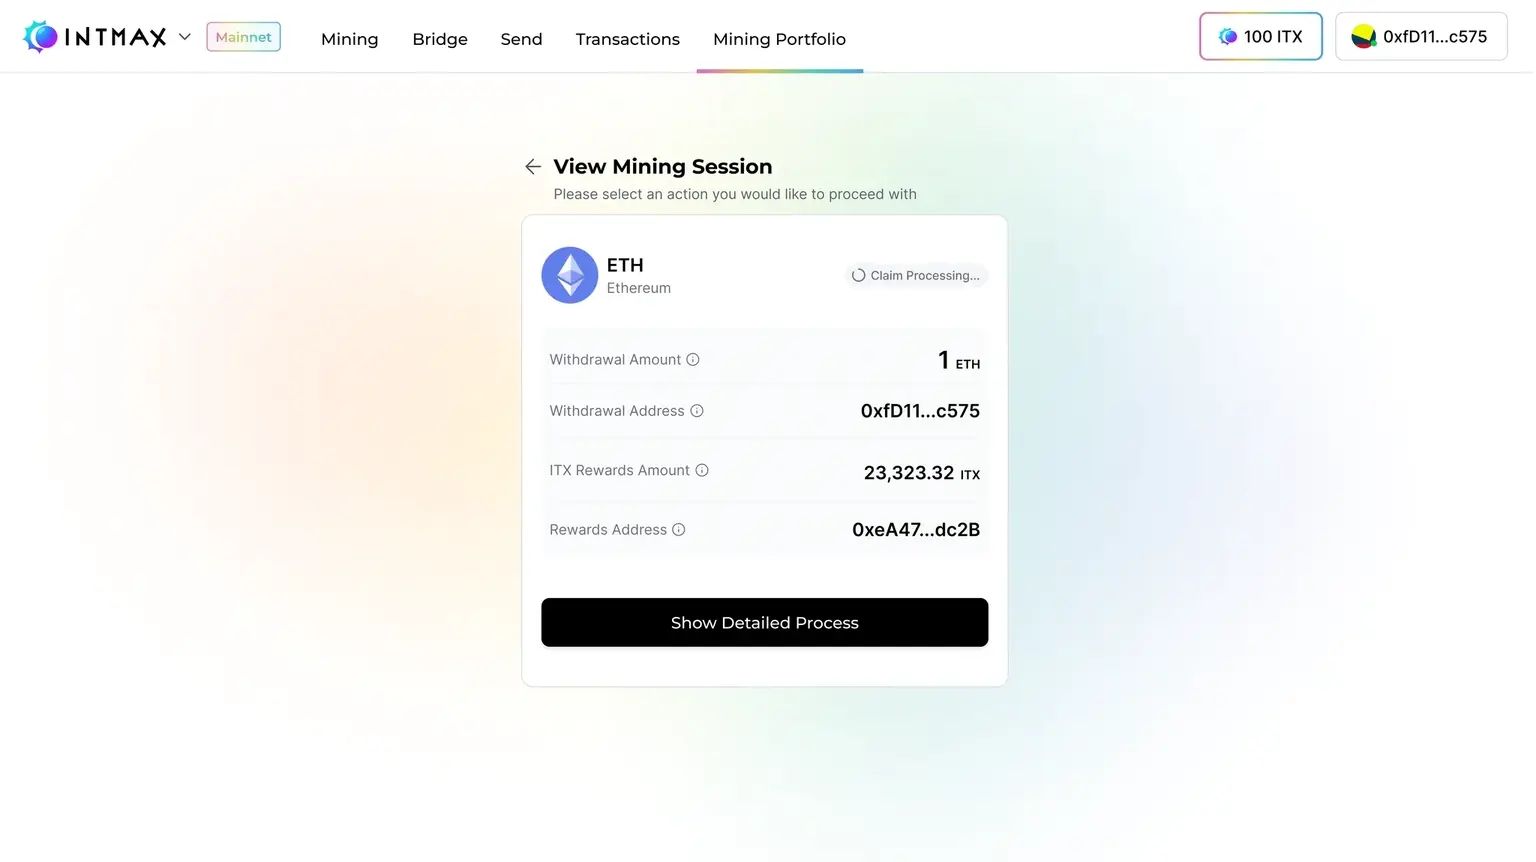 INTMAX Mainnet Mining Bridge Send Transactions Mining Portfolio 100 ITX 0xfD11...c575
View Mining Session
Please select an action you would like to proceed with
ETH
Ethereum
Claim Processing...
Withdrawal Amount 1 ETH
Withdrawal Address 0xfD11...c575
ITX Rewards Amount 23,323.32 ITX
Rewards Address 0xeA47...dc2B
Show Detailed Process